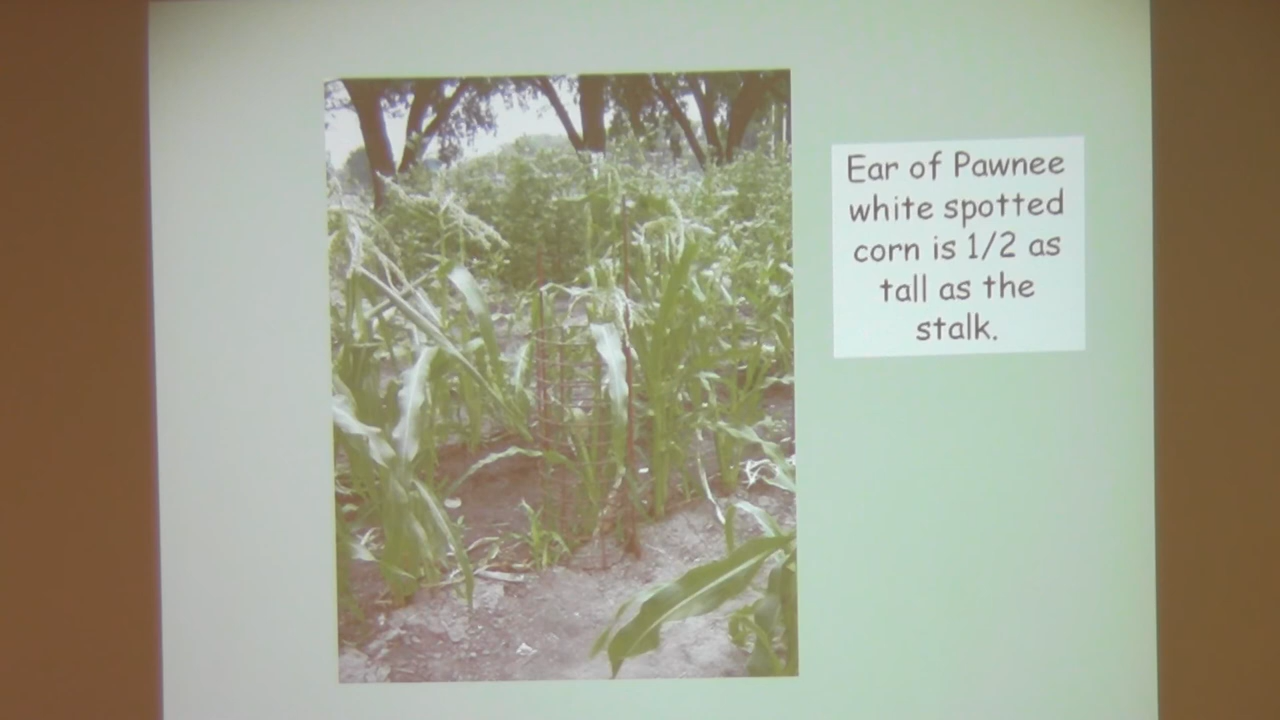 Ear of Pawnee
white spotted
corn is 1/2 as
tall as the
stalk.